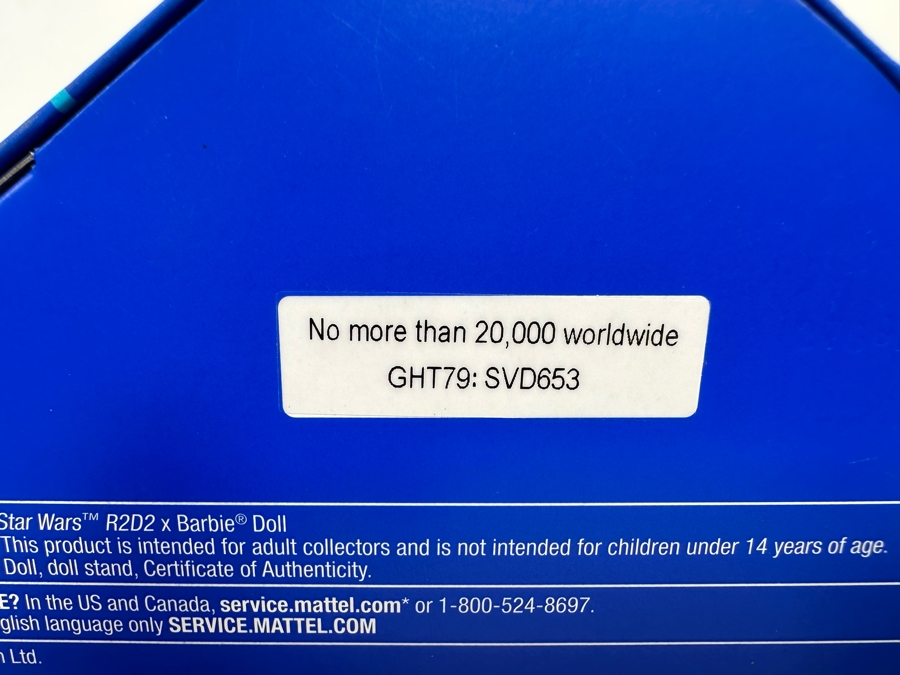 No more than 20,000 worldwide
GHT79: SVD653
Star Wars™ R2D2 x Barbie® Doll
This product is intended for adult collectors and is not intended for children under 14 years of age.
Doll, doll stand, Certificate of Authenticity.
E? In the US and Canada, service.mattel.com* or 1-800-524-8697.
glish language only SERVICE.MATTEL.COM
Ltd.